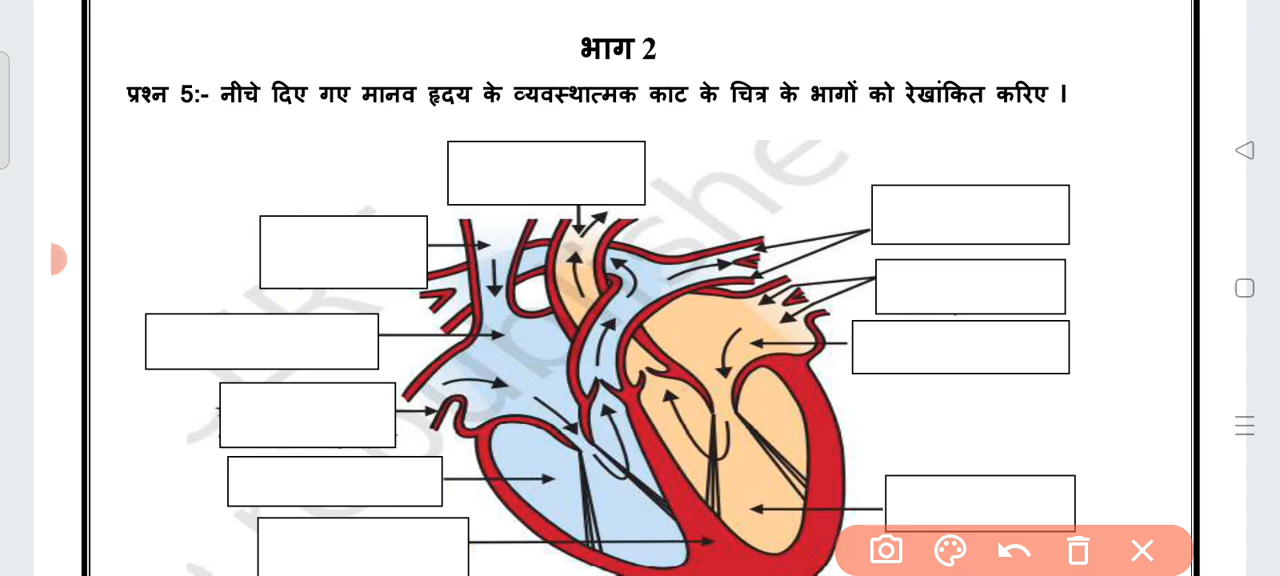 भाग 2
प्रश्न 5:- नीचे दिए गए मानव हृदय के व्यवस्थात्मक काट के चित्र के भागों को रेखांकित करिए ।